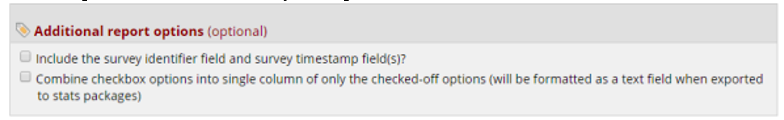 Additional report options (optional)
Include the survey identifier field and survey timestamp field(s)?
Combine checkbox options into single column of only the checked-off options (will be formatted as a text field when exported
to stats packages)